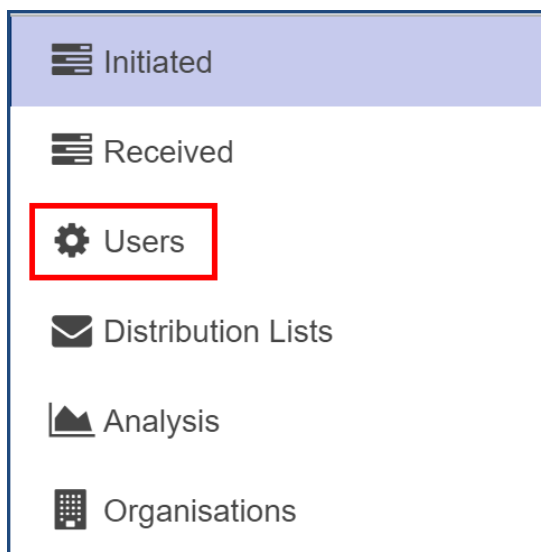 Initiated
Received
Users
Distribution Lists
Analysis
Organisations